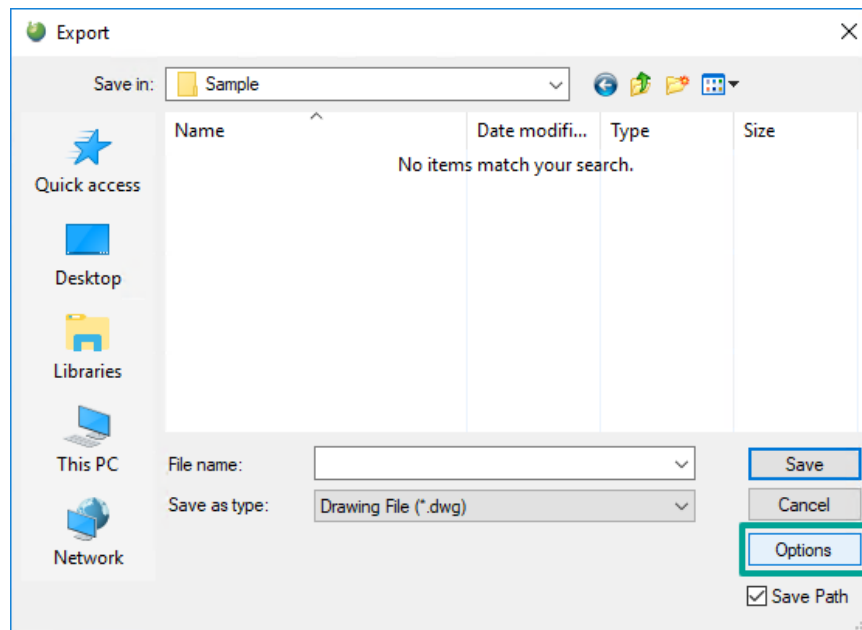 Export
Save in: Sample
Name Date modifi... Type Size
No items match your search.
Quick access
Desktop
Libraries
This PC
Network
File name: Save
Save as type: Drawing File (*.dwg) Cancel
Options
Save Path